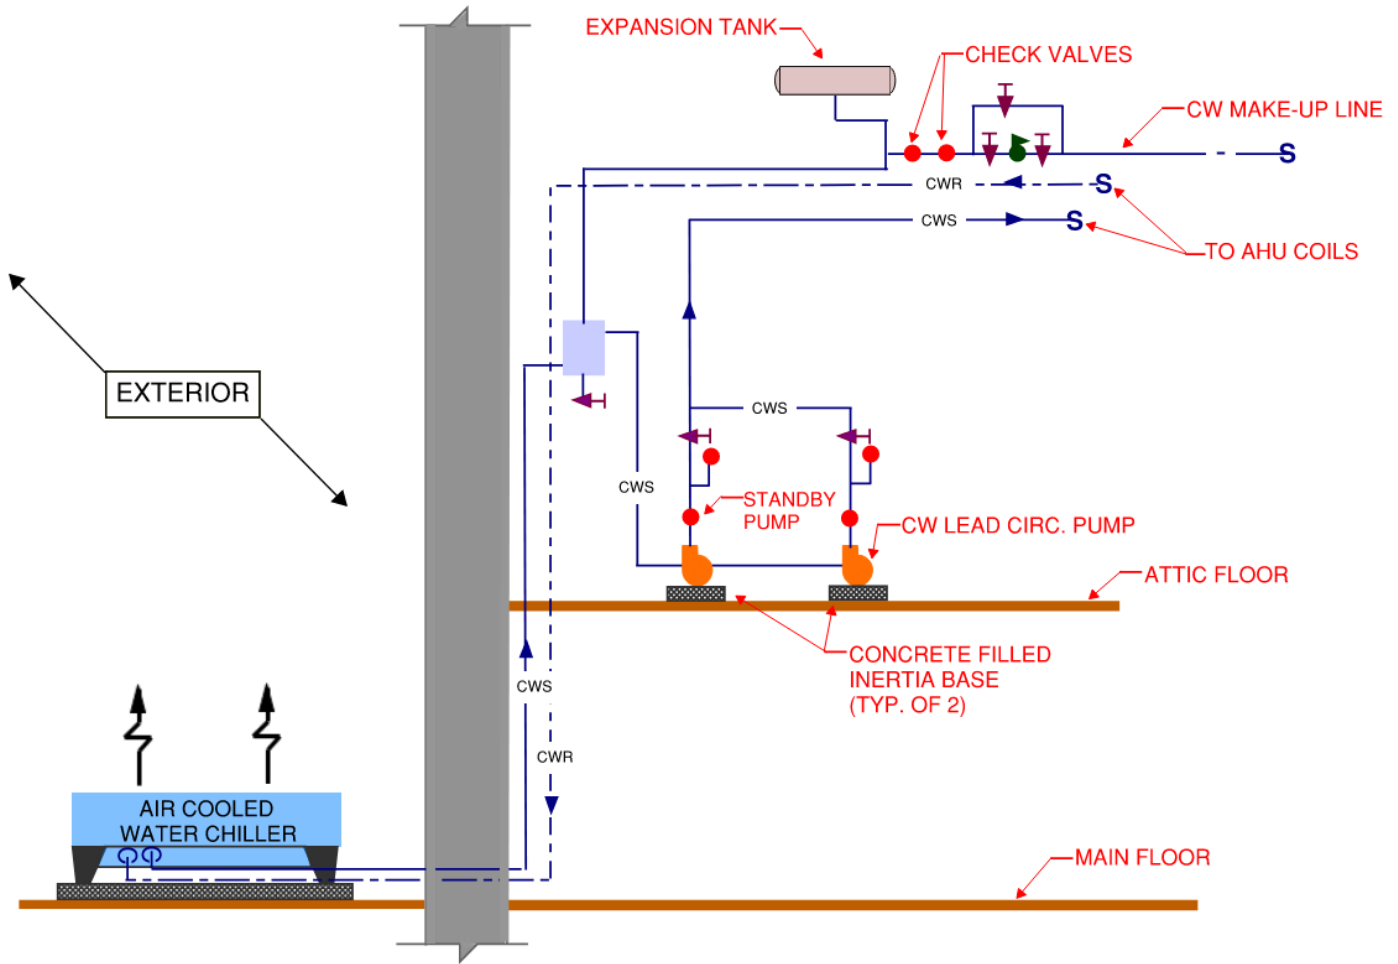 EXPANSION TANK
CHECK VALVES
CW MAKE-UP LINE
S
CWR
S
CWS
S
TO AHU COILS
EXTERIOR
CWS
CWS
STANDBY
PUMP
CW LEAD CIRC. PUMP
ATTIC FLOOR
CONCRETE FILLED
INERTIA BASE
(TYP. OF 2)
CWS
CWR
AIR COOLED
WATER CHILLER
MAIN FLOOR